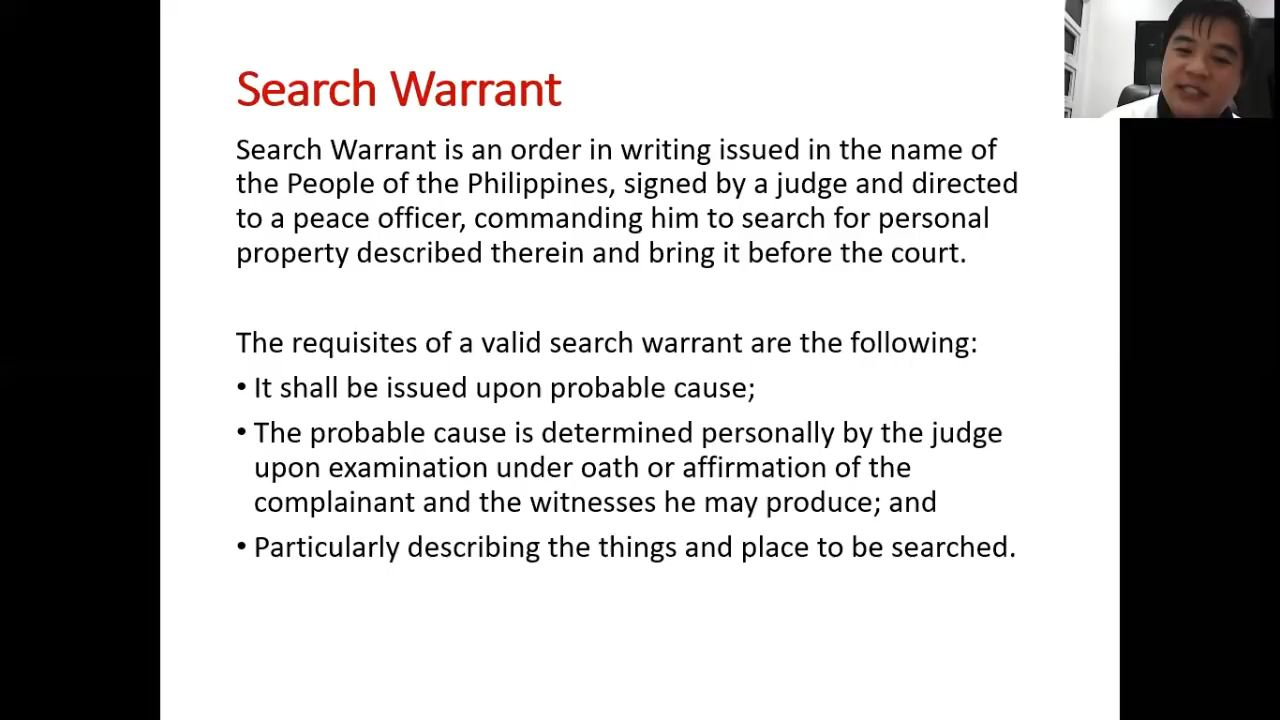 Search Warrant
Search Warrant is an order in writing issued in the name of
the People of the Philippines, signed by a judge and directed
to a peace officer, commanding him to search for personal
property described therein and bring it before the court.
The requisites of a valid search warrant are the following:
• It shall be issued upon probable cause;
• The probable cause is determined personally by the judge
upon examination under oath or affirmation of the
complainant and the witnesses he may produce; and
• Particularly describing the things and place to be searched.